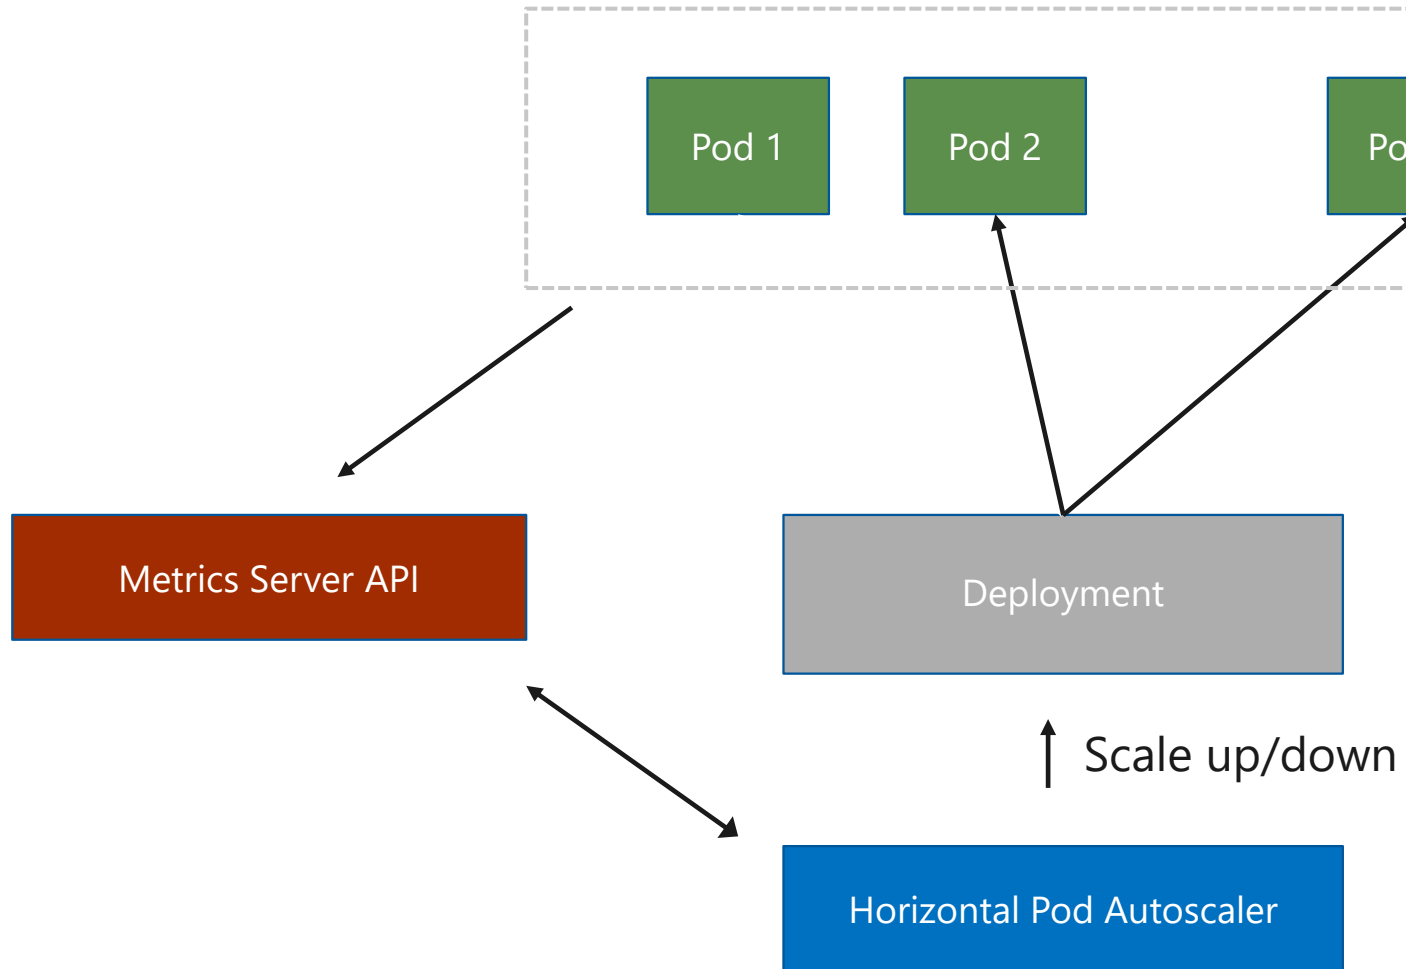 Pod 1
Pod 2
Metrics Server API
Deployment
Scale up/down
Horizontal Pod Autoscaler